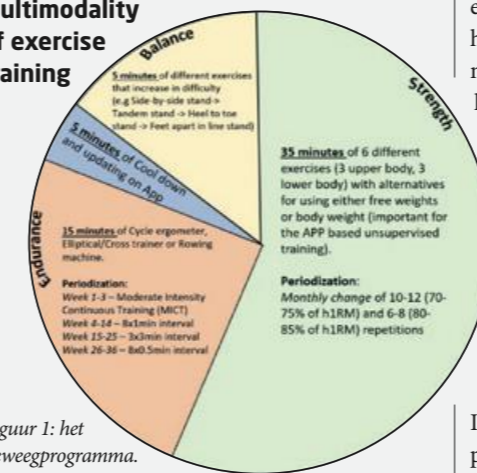 ultimodality
f exercise
aining
Balance
5 minutes of different exercises
that increase in difficulty
(e.g Side-by-side stand->
Tandem stand -> Heel to toe
stand -> Feet apart in line stand)
5 minutes of Cool down
and updating on App
Endurance
15 minutes of Cycle ergometer,
Elliptical/Cross trainer or Rowing
machine.
Periodization:
Week 1-3 – Moderate Intensity
Continuous Training (MICT)
Week 4-14 – 8x1min interval
Week 15-25 – 3x3min interval
Week 26-36 – 8x0.5min interval
Strength
35 minutes of 6 different
exercises (3 upper body, 3
lower body) with alternatives
for using either free weights
or body weight (important for
the APP based unsupervised
training).
Periodization:
Monthly change of 10-12 (70-
75% of h1RM) and 6-8 (80-
85% of h1RM) repetitions
guur 1: het
weegprogramma.